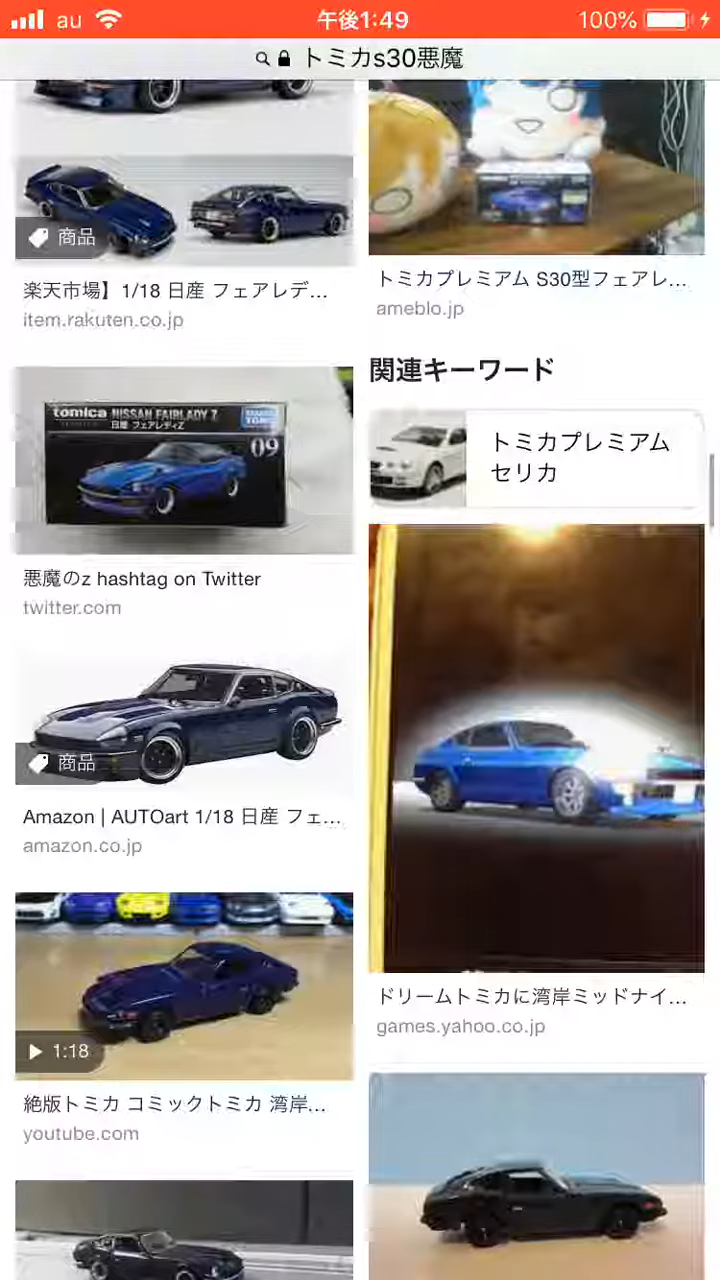 au
午後1:49
100%
トミカs30悪魔
商品
楽天市場】1/18 日産 フェアレデ...
item.rakuten.co.jp
tomica NISSAN FAIRLADY Z
日産 フェアレディZ
09
悪魔のz hashtag on Twitter
twitter.com
商品
Amazon | AUTOart 1/18 日産 フェ...
amazon.co.jp
1:18
絶版トミカ コミックトミカ 湾岸...
youtube.com
トミカプレミアム S30型フェアレ...
ameblo.jp
関連キーワード
トミカプレミアム
セリカ
ドリームトミカに湾岸ミッドナイ...
games.yahoo.co.jp